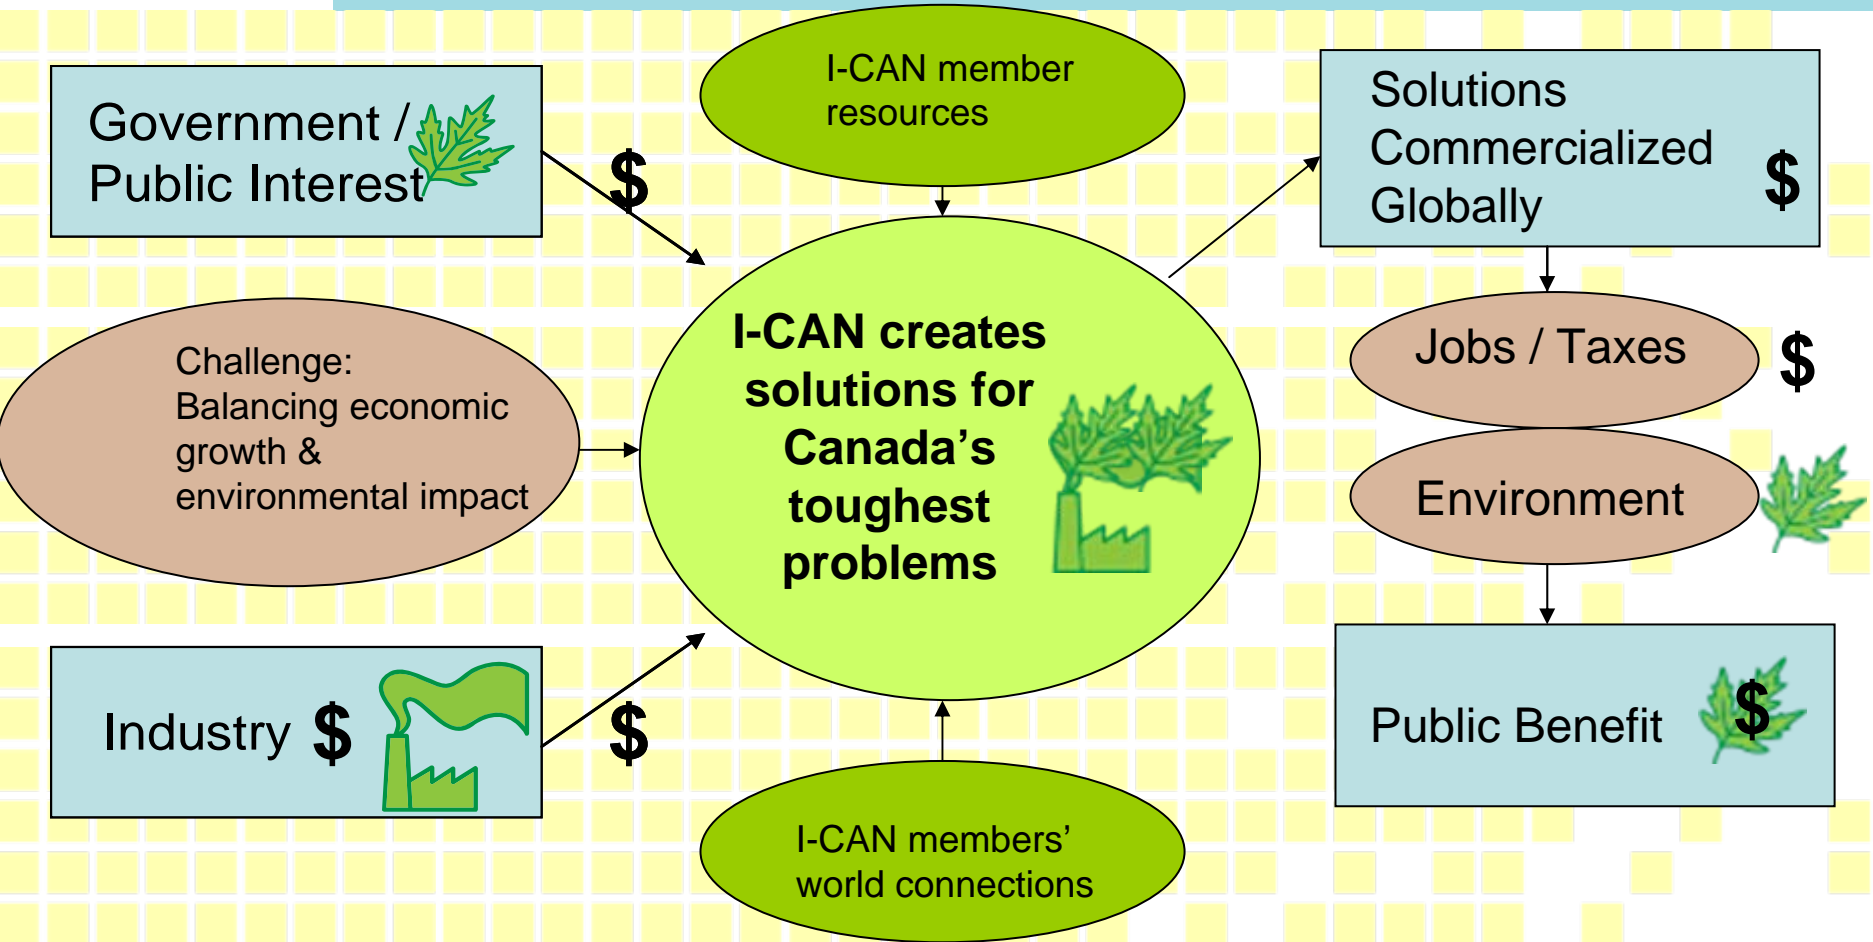 Government /
Public Interest
$
I-CAN member
resources
Solutions
Commercialized
Globally
$
Challenge:
Balancing economic
growth &
environmental impact
I-CAN creates
solutions for
Canada’s
toughest
problems
Jobs / Taxes
$
Environment
Industry $
$
I-CAN members’
world connections
Public Benefit $